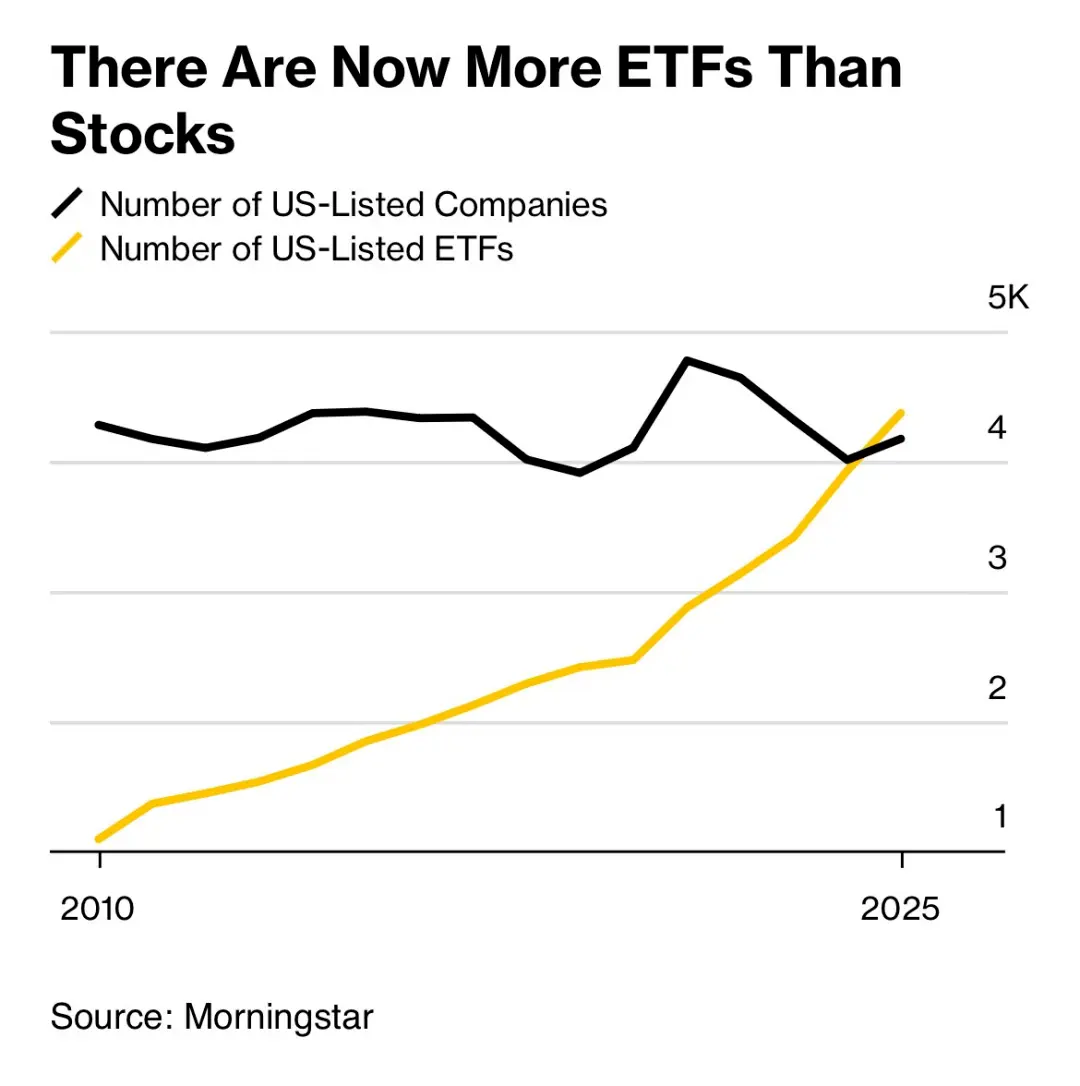 There Are Now More ETFs Than
Stocks
Number of US-Listed Companies
Number of US-Listed ETFs
5K
4
3
2
1
2010
2025
Source: Morningstar